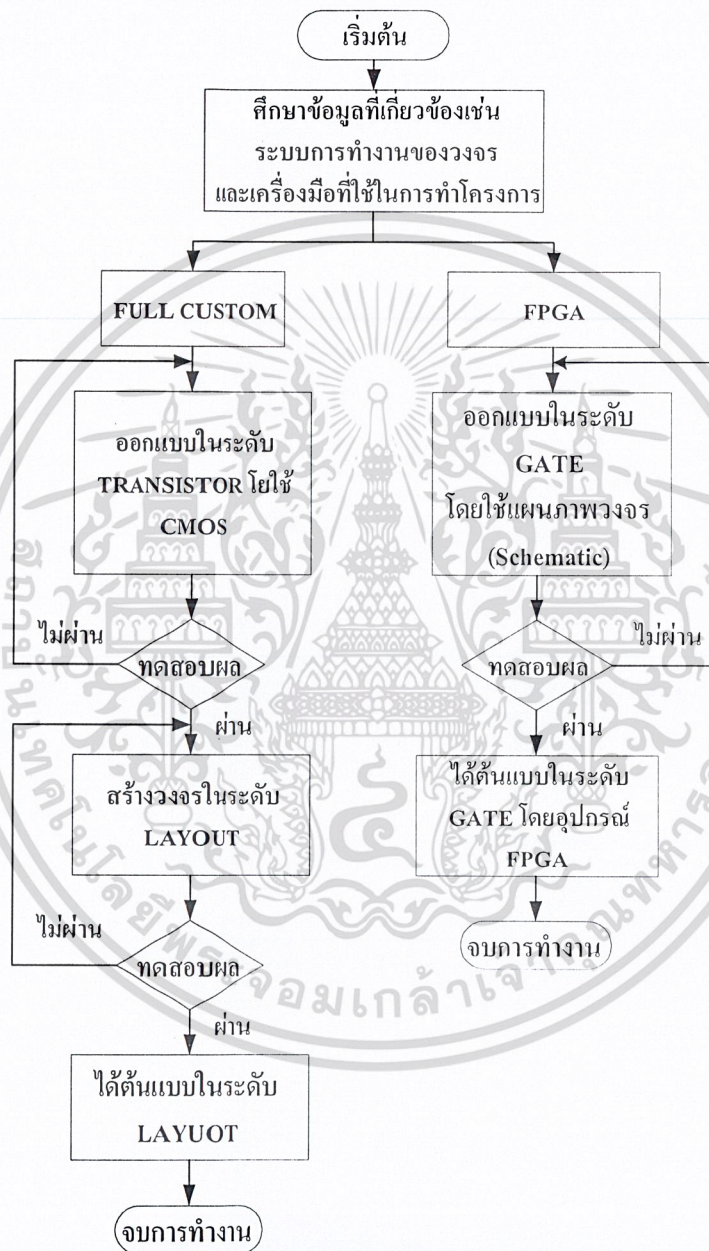 เริ่มต้น
ศึกษาข้อมูลที่เกี่ยวข้องเช่น
ระบบการทำงานของวงจร
และเครื่องมือที่ใช้ในการทำโครงการ
FULL CUSTOM
FPGA
ออกแบบในระดับ
TRANSISTOR โยใช้
CMOS
ออกแบบในระดับ
GATE
โดยใช้แผนภาพวงจร
(Schematic)
ไม่ผ่าน
ทดสอบผล
ผ่าน
ทดสอบผล
ไม่ผ่าน
ผ่าน
สร้างวงจรในระดับ
LAYOUT
ได้ต้นแบบในระดับ
GATE โดยอุปกรณ์
FPGA
ไม่ผ่าน
ทดสอบผล
ผ่าน
จบการทำงาน
ได้ต้นแบบในระดับ
LAYUOT
จบการทำงาน